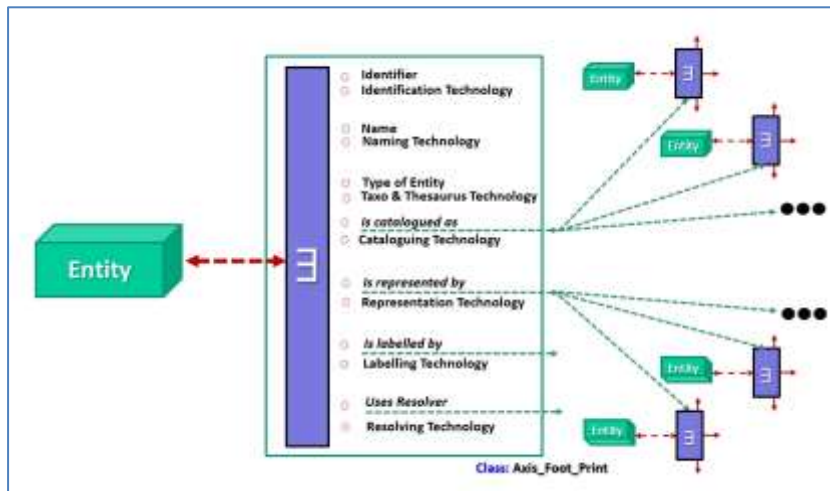 Identifier
Identification Technology
Name
Naming Technology
Type of Entity
Taxo & Thesaurus Technology
Is catalogued as
Cataloguing Technology
Is represented by
Representation Technology
Is labelled by
Labelling Technology
Uses Resolver
Resolving Technology
Entity
Ǝ
Class: Axis_Foot_Print
Entity
Ǝ
Entity
Ǝ
Entity
Ǝ
Entity
Ǝ